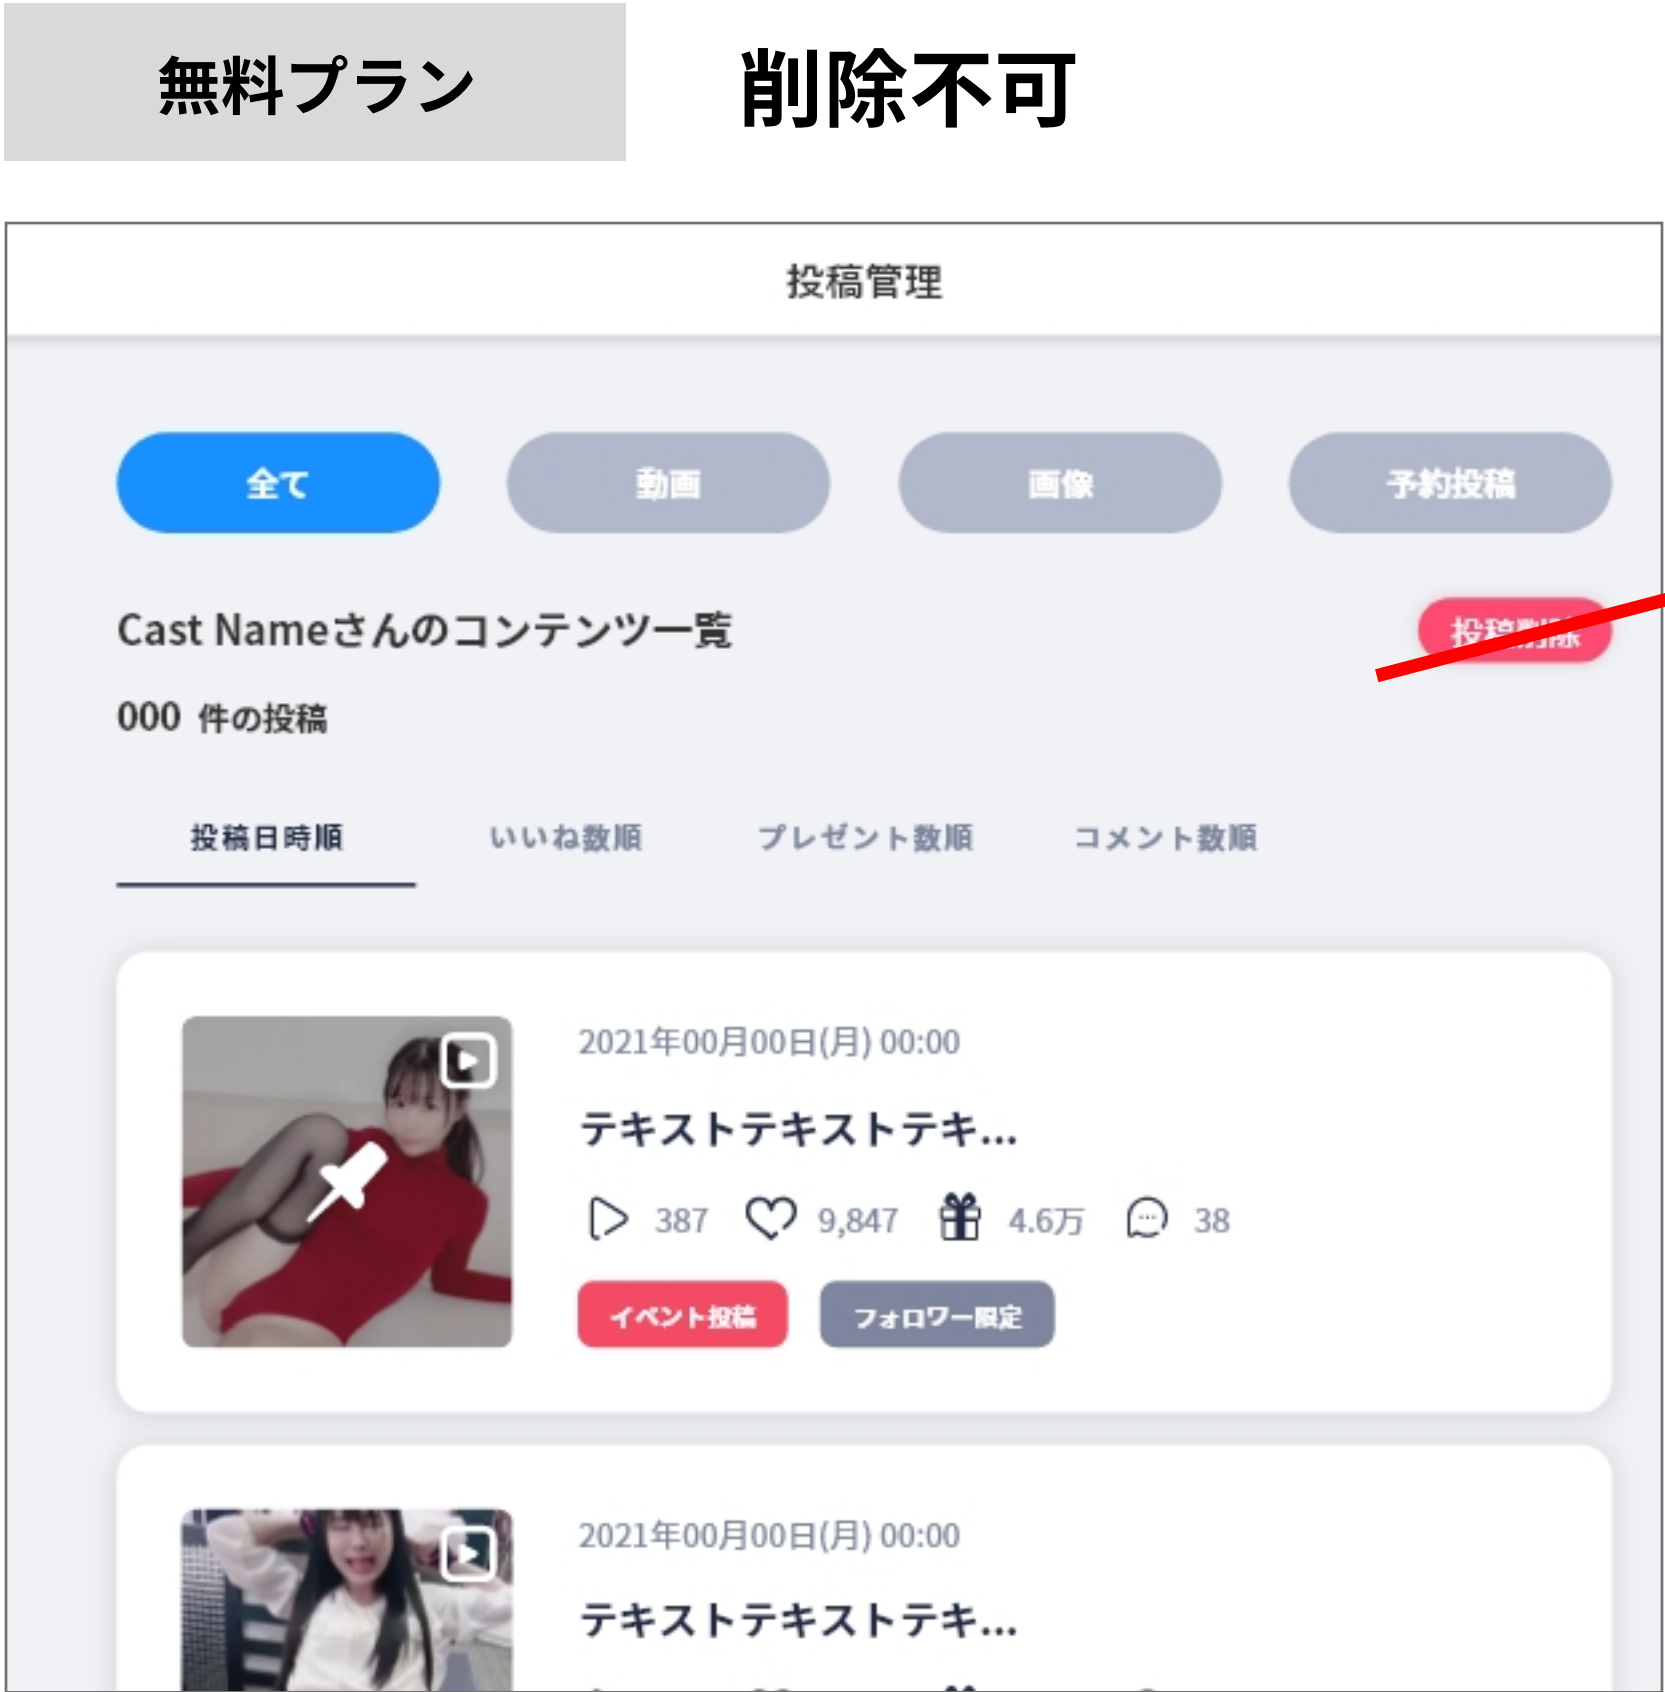 無料プラン 削除不可
投稿管理
全て 動画 画像 予約投稿
Cast Nameさんのコンテンツ一覧 投稿削除
000 件の投稿
投稿日時順 いいね数順 プレゼント数順 コメント数順
2021年00月00日(月) 00:00
テキストテキストテキ...
387 9,847 4.6万 38
イベント投稿 フォロワー限定
2021年00月00日(月) 00:00
テキストテキストテキ...